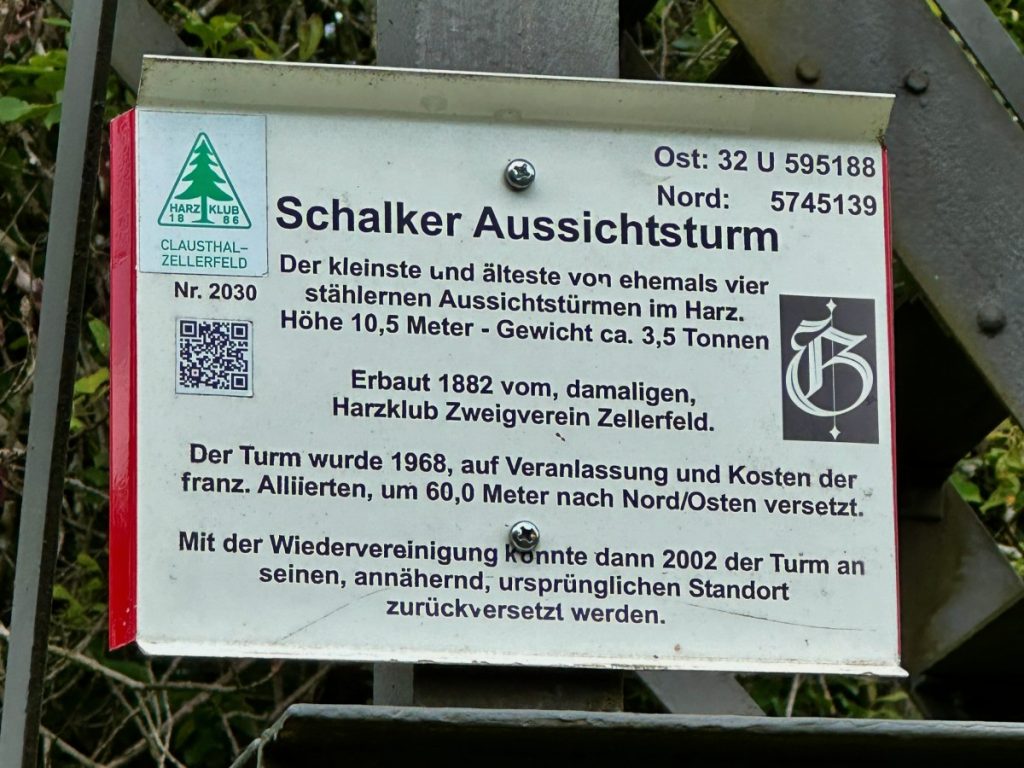 HARZ KLUB
18 86
CLAUSTHAL-
ZELLERFELD
Nr. 2030
Ost: 32 U 595188
Nord: 5745139
Schalker Aussichtsturm
Der kleinste und älteste von ehemals vier
stählernen Aussichtstürmen im Harz.
Höhe 10,5 Meter - Gewicht ca. 3,5 Tonnen
B
Erbaut 1882 vom, damaligen,
Harzklub Zweigverein Zellerfeld.
Der Turm wurde 1968, auf Veranlassung und Kosten der
franz. Alliierten, um 60,0 Meter nach Nord/Osten versetzt.
Mit der Wiedervereinigung konnte dann 2002 der Turm an
seinen, annähernd, ursprünglichen Standort
zurückversetzt werden.